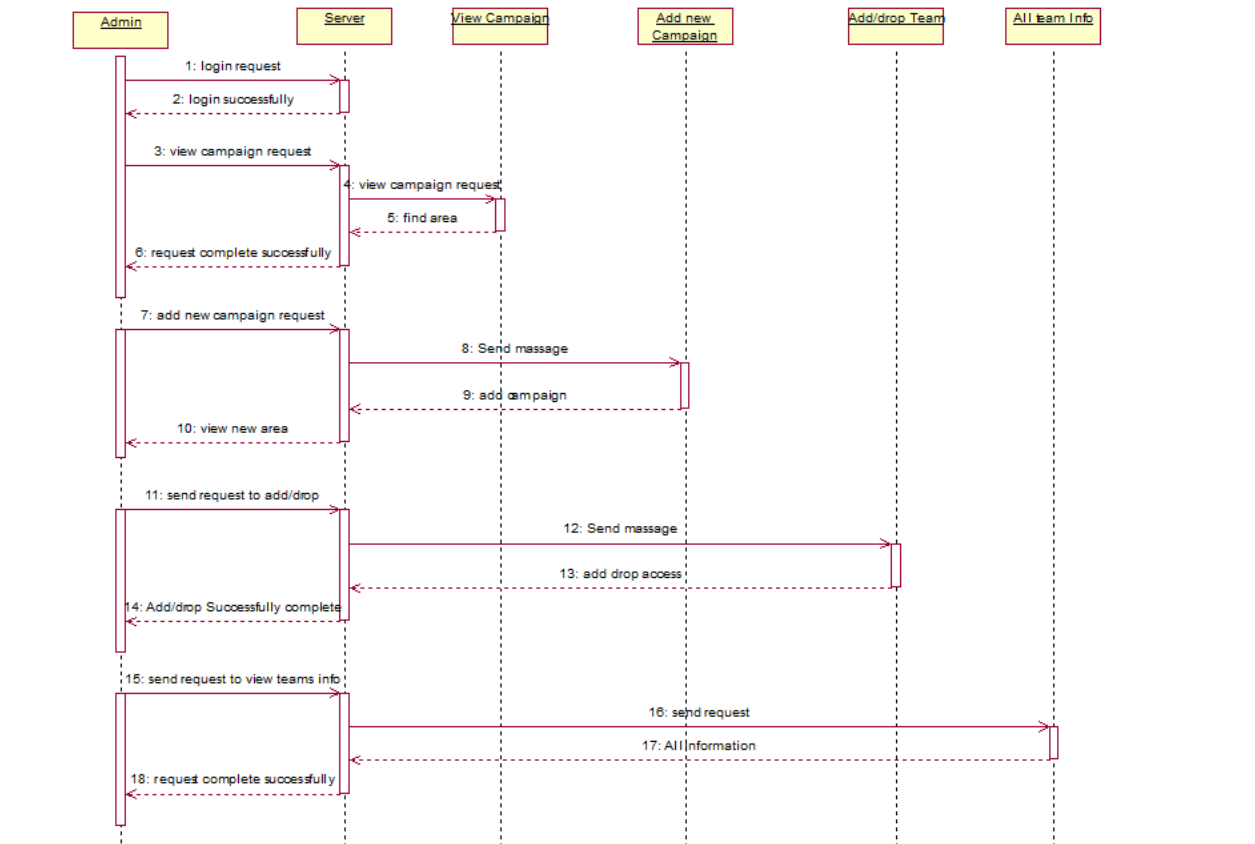 Admin
Server
View Campaign
Add new
Campaign
Add/drop Team
All team Info
1: login request
2: login successfully
3: view campaign request
4: view campaign request
5: find area
6: request complete successfully
7: add new campaign request
8: Send massage
9: add campaign
10: view new area
11: send request to add/drop
12: Send massage
13: add drop access
14: Add/drop Successfully complete
15: send request to view teams info
16: send request
17: All Information
18: request complete successfully